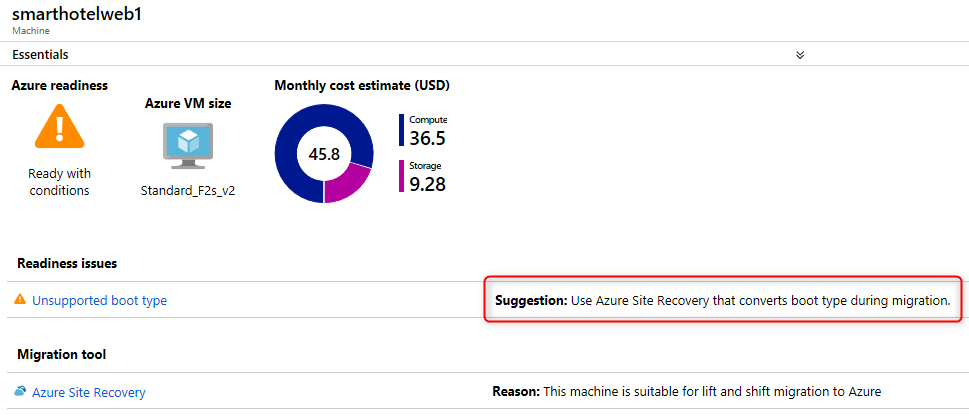 smarthotelweb1
Machine
Essentials
Azure readiness
Ready with
conditions
Azure VM size
Standard_F2s_v2
Monthly cost estimate (USD)
45.8
Compute
36.5
Storage
9.28
Readiness issues
Unsupported boot type
Suggestion: Use Azure Site Recovery that converts boot type during migration.
Migration tool
Azure Site Recovery
Reason: This machine is suitable for lift and shift migration to Azure